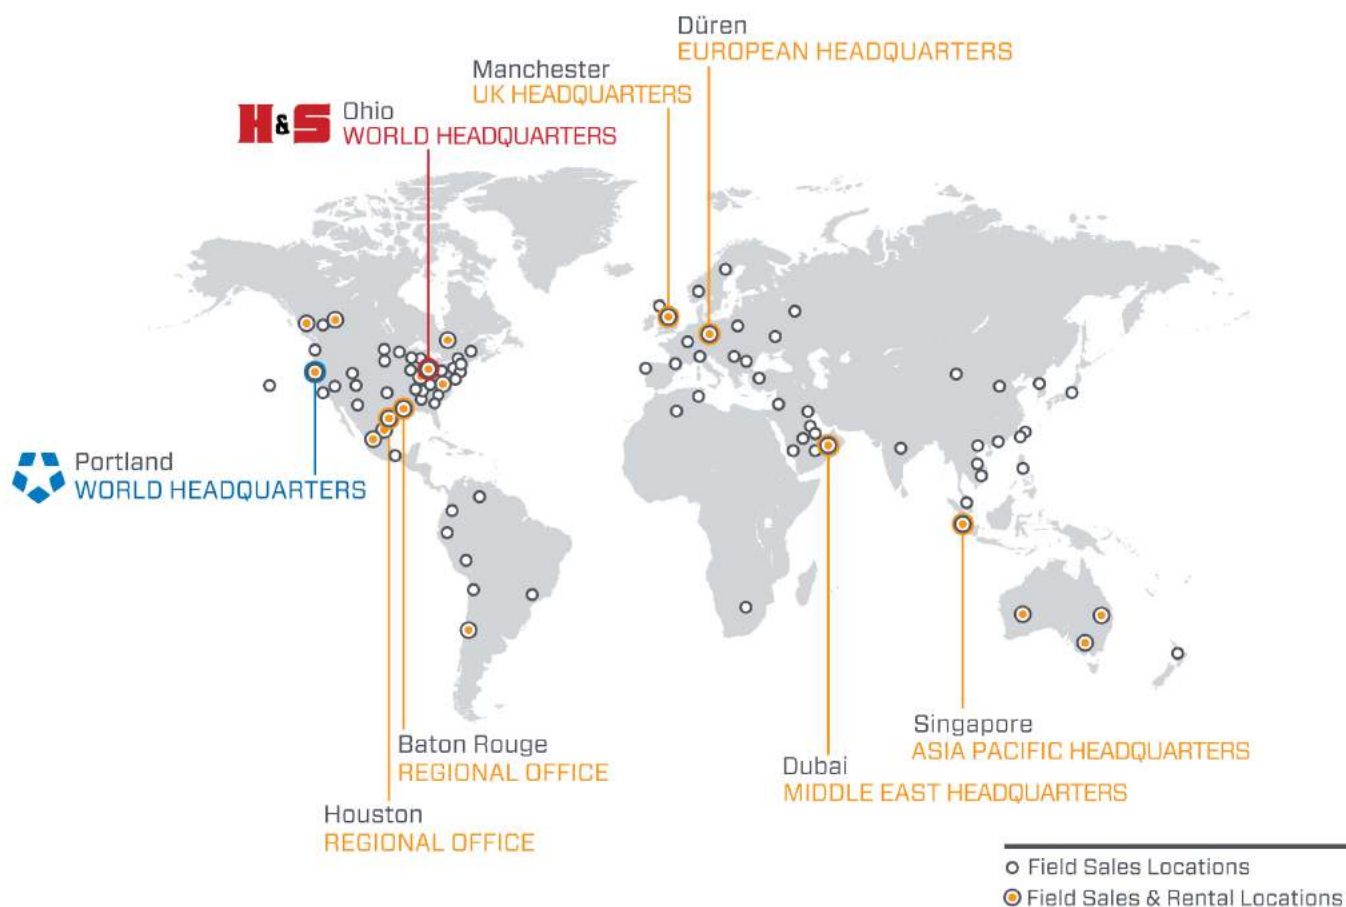 Düren
EUROPEAN HEADQUARTERS
Manchester
UK HEADQUARTERS
H&S
Ohio
WORLD HEADQUARTERS
Portland
WORLD HEADQUARTERS
Baton Rouge
REGIONAL OFFICE
Houston
REGIONAL OFFICE
Singapore
ASIA PACIFIC HEADQUARTERS
Dubai
MIDDLE EAST HEADQUARTERS
Field Sales Locations
Field Sales & Rental Locations